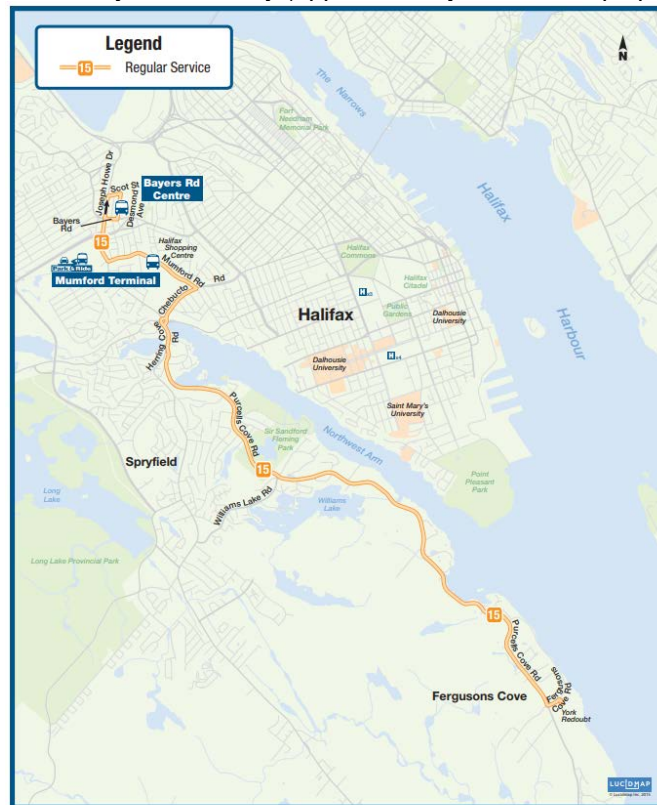 Legend
15 Regular Service
N
The Narrows
Fort
Needham
Memorial Park
Joseph Howe Dr
Scot St
Desmond
Ave
Bayers Rd
Centre
Bayers
Rd
15
Halifax
Shopping
Centre
Park & Ride
Mumford Terminal
Mumford Rd
Chebucto Rd
Halifax
Harbour
Halifax
Commons
Halifax
Citadel
H
Public
Gardens
Halifax
Dalhousie
University
Herring Cove
Rd
Dalhousie
University
H
Saint Mary's
University
Purcells Cove Rd
Sir Sandford
Fleming
Park
Northwest Arm
Spryfield
15
Point
Pleasant
Park
Long
Lake
Williams Lake Rd
Williams
Lake
Long Lake Provincial Park
15
Purcells Cove Rd
Fergusons Cove
Fergusons
Cove Rd
York
Redoubt
LUCIDMAP